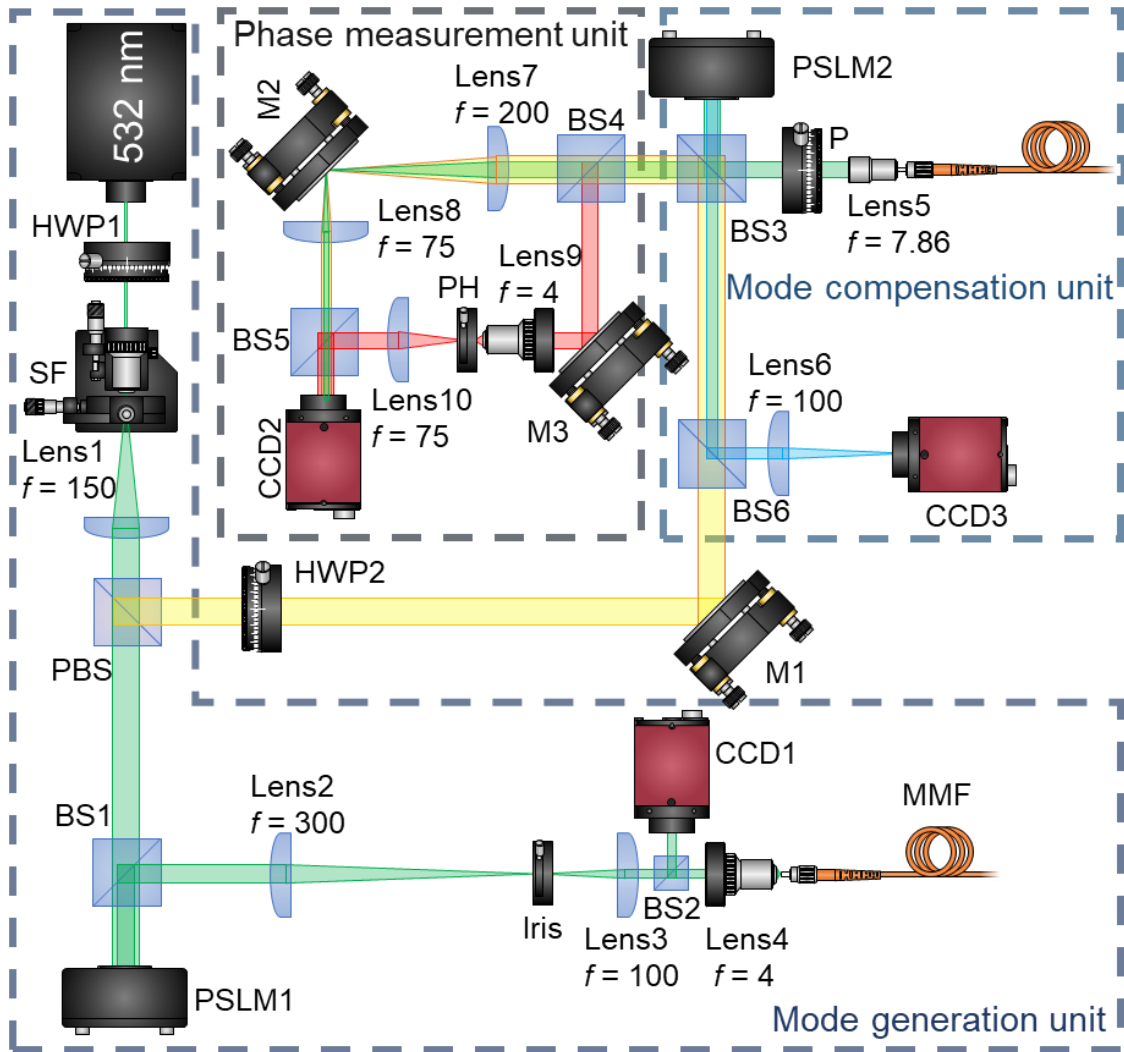 532 nm
HWP1
SF
Lens1
f = 150
PBS
BS1
PSLM1
Phase measurement unit
M2
Lens7
f = 200
BS4
Lens8
f = 75
BS5
PH
Lens9
f = 4
Lens10
f = 75
M3
CCD2
PSLM2
P
BS3
Lens5
f = 7.86
Mode compensation unit
Lens6
f = 100
BS6
CCD3
HWP2
M1
Lens2
f = 300
CCD1
MMF
Iris
BS2
Lens3
f = 100
Lens4
f = 4
Mode generation unit